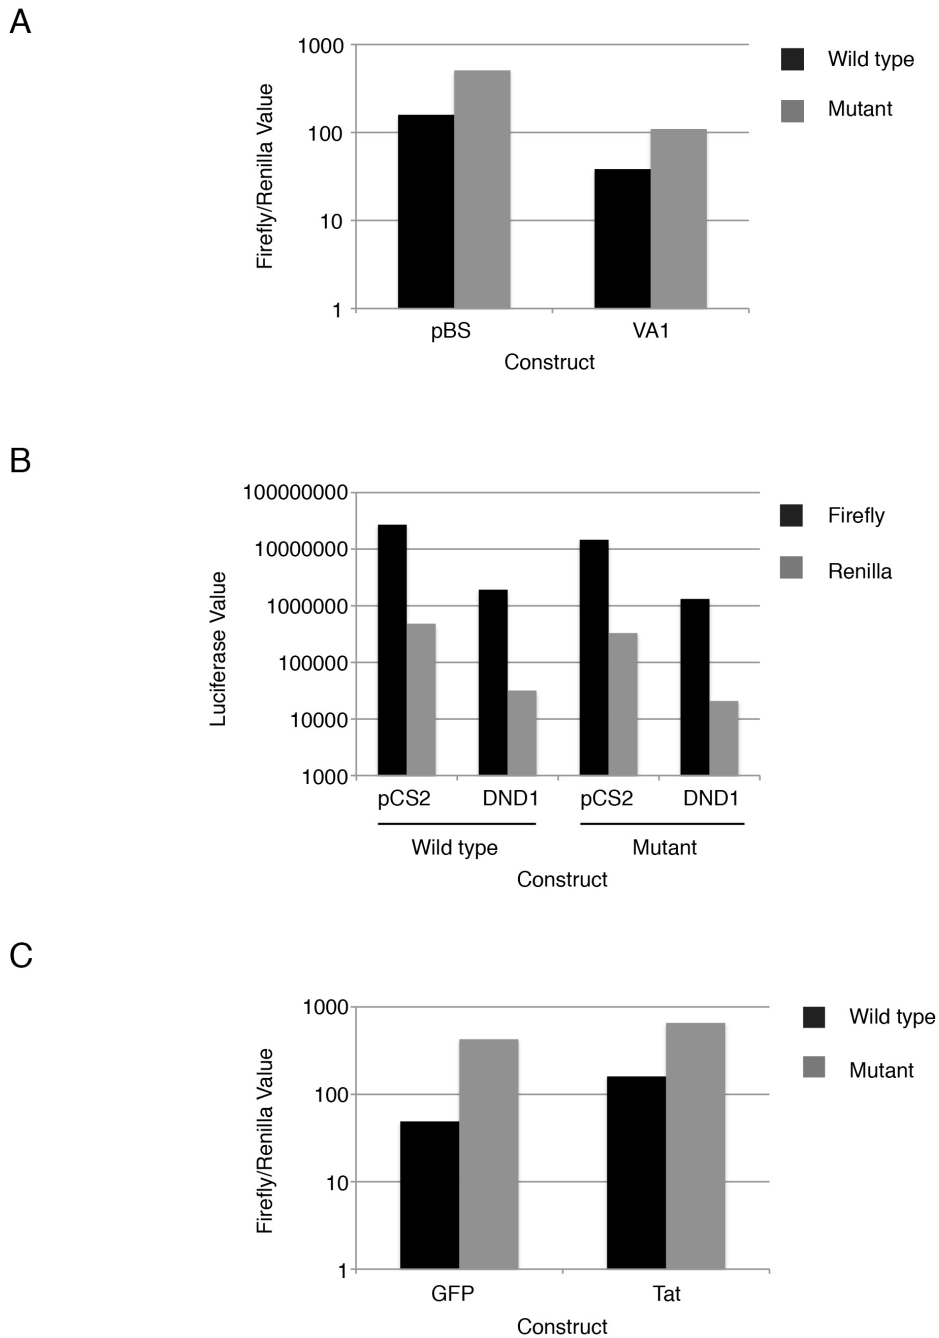 A
Firefly/Renilla Value
1000
100
10
1
pBS VA1
Construct
Wild type
Mutant
B
Luciferase Value
100000000
10000000
1000000
100000
10000
1000
pCS2 DND1 pCS2 DND1
Wild type Mutant
Construct
Firefly
Renilla
C
Firefly/Renilla Value
1000
100
10
1
GFP Tat
Construct
Wild type
Mutant